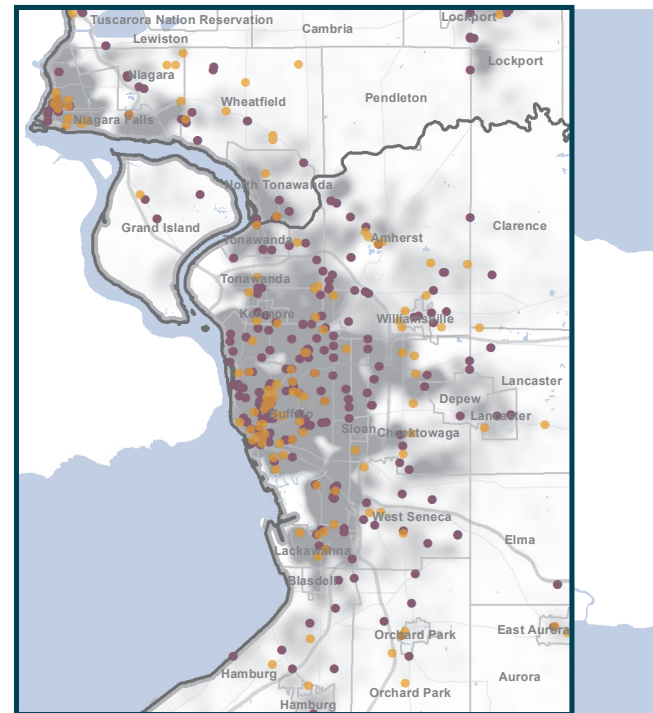 Tuscarora Nation Reservation
Lockport
Cambria
Lewiston
Lockport
Niagara
Pendleton
Wheatfield
Niagara Falls
North Tonawanda
Grand Island
Clarence
Tonawanda
Amherst
Tonawanda
Kenmore
Williamsville
Lancaster
Depew
Lancaster
Buffalo
Sloan
Cheektowaga
West Seneca
Elma
Lackawanna
Blasdell
East Aurora
Orchard Park
Hamburg
Aurora
Orchard Park
Hamburg